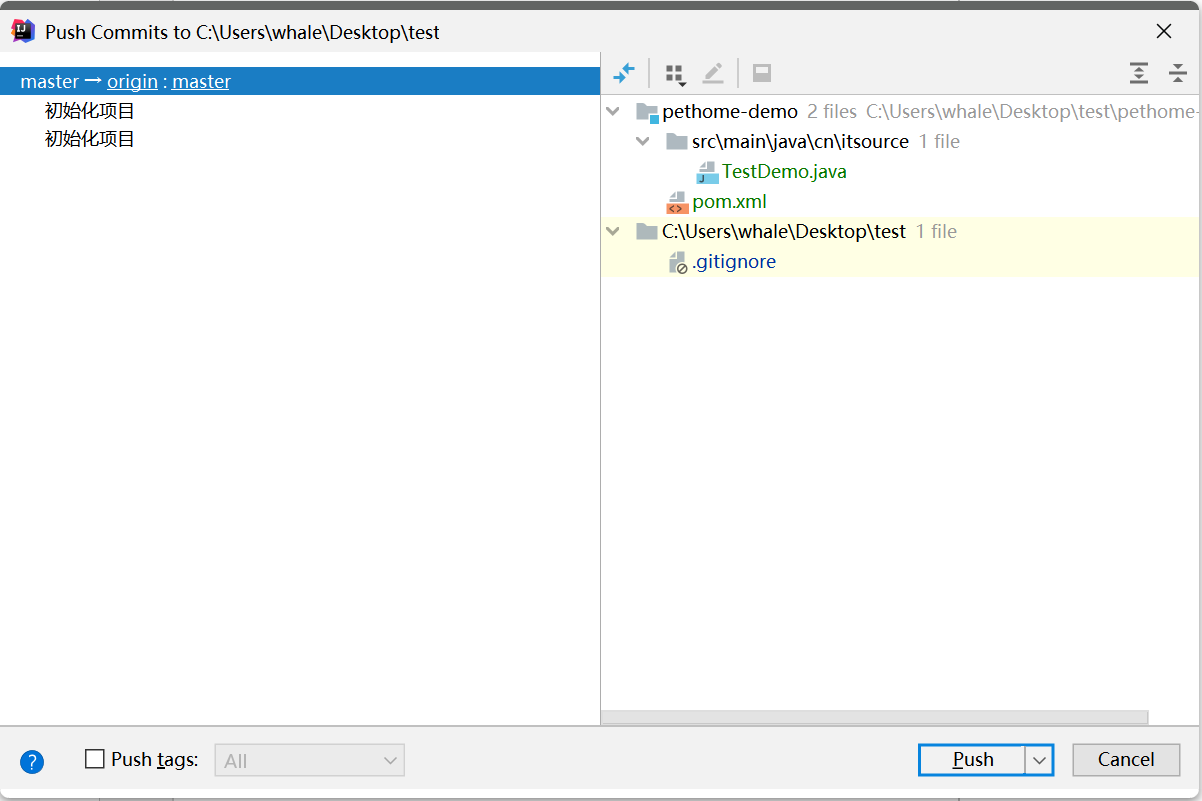 Push Commits to C:\Users\whale\Desktop\test
master → origin : master
初始化项目
初始化项目
pethome-demo 2 files C:\Users\whale\Desktop\test\pethome-
src\main\java\cn\itsource 1 file
TestDemo.java
pom.xml
C:\Users\whale\Desktop\test 1 file
.gitignore
? Push tags: All Push Cancel